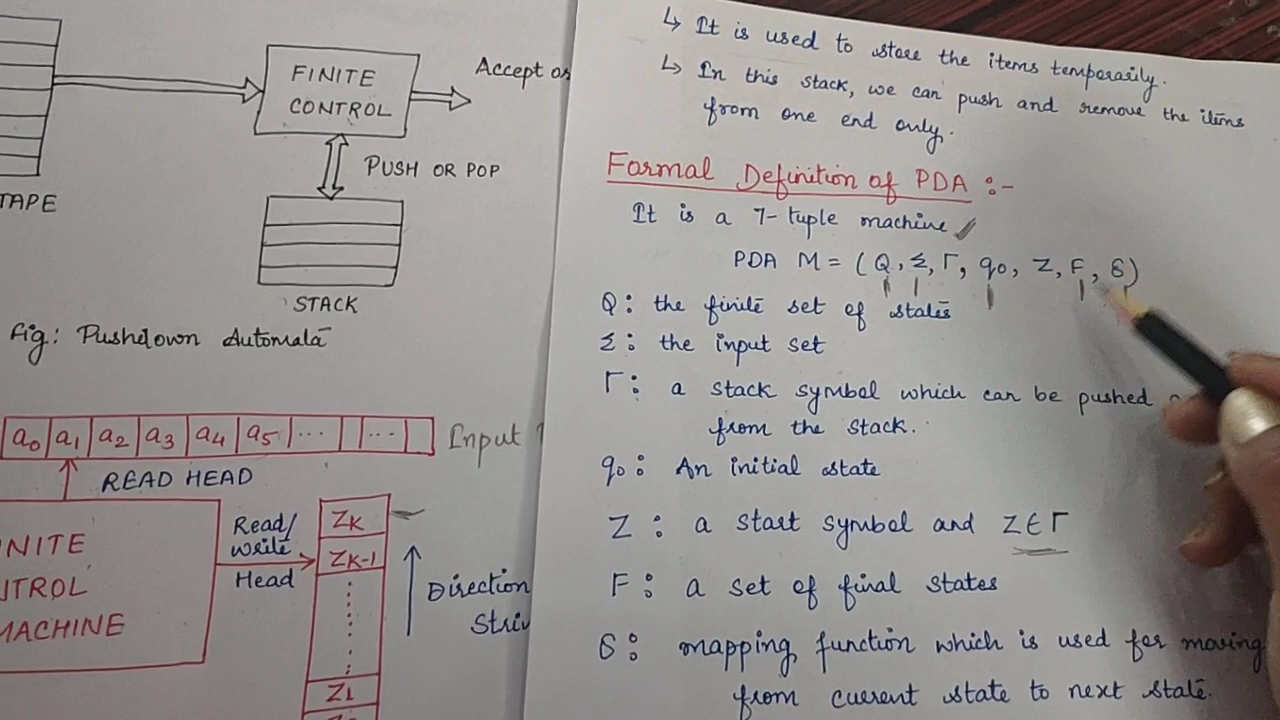 TAPE
FINITE
CONTROL
Accept or
PUSH OR POP
STACK
Fig: Pushdown Automata
a0 a1 a2 a3 a4 a5 ... ...
Input
READ HEAD
Read/
Write
Head
ZK
ZK-1
Z1
Direction
MACHINE
↳ It is used to store the items temporarily.
↳ In this stack, we can push and remove the items
from one end only.
Formal Definition of PDA :-
It is a 7-tuple machine
PDA M = (Q, Σ, Γ, q0, Z, F, δ)
Q: the finite set of states
Σ: the input set
Γ: a stack symbol which can be pushed
from the stack.
q0: An initial state
Z: a start symbol and Z∈Γ
F: a set of final states
δ: mapping function which is used for moving
from current state to next state.